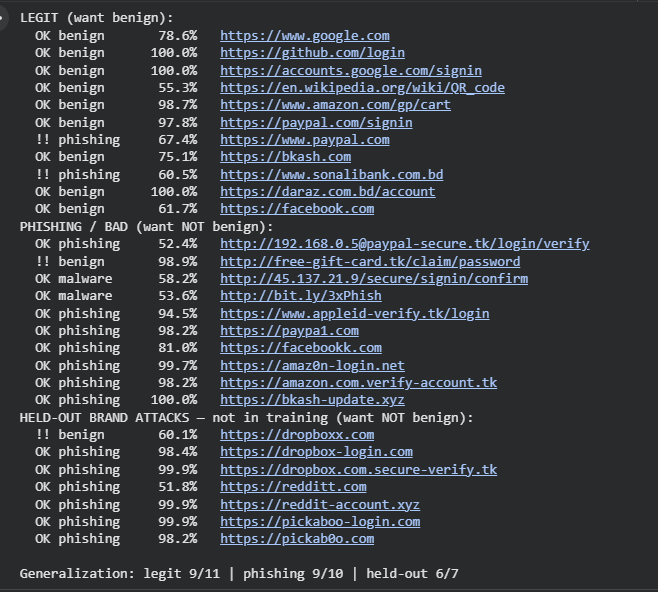 LEGIT (want benign):
OK benign 78.6% https://www.google.com
OK benign 100.0% https://github.com/login
OK benign 100.0% https://accounts.google.com/signin
OK benign 55.3% https://en.wikipedia.org/wiki/QR_code
OK benign 98.7% https://www.amazon.com/gp/cart
OK benign 97.8% https://paypal.com/signin
!! phishing 67.4% https://www.paypal.com
OK benign 75.1% https://bkash.com
!! phishing 60.5% https://www.sonalibank.com.bd
OK benign 100.0% https://daraz.com.bd/account
OK benign 61.7% https://facebook.com
PHISHING / BAD (want NOT benign):
OK phishing 52.4% http://192.168.0.5@paypal-secure.tk/login/verify
!! benign 98.9% http://free-gift-card.tk/claim/password
OK malware 58.2% http://45.137.21.9/secure/signin/confirm
OK malware 53.6% http://bit.ly/3xPhish
OK phishing 94.5% https://www.appleid-verify.tk/login
OK phishing 98.2% https://paypa1.com
OK phishing 81.0% https://facebookk.com
OK phishing 99.7% https://amaz0n-login.net
OK phishing 98.2% https://amazon.com.verify-account.tk
OK phishing 100.0% https://bkash-update.xyz
HELD-OUT BRAND ATTACKS — not in training (want NOT benign):
!! benign 60.1% https://dropboxx.com
OK phishing 98.4% https://dropbox-login.com
OK phishing 99.9% https://dropbox.com.secure-verify.tk
OK phishing 51.8% https://redditt.com
OK phishing 99.9% https://reddit-account.xyz
OK phishing 99.9% https://pickaboo-login.com
OK phishing 98.2% https://pickab0o.com
Generalization: legit 9/11 | phishing 9/10 | held-out 6/7